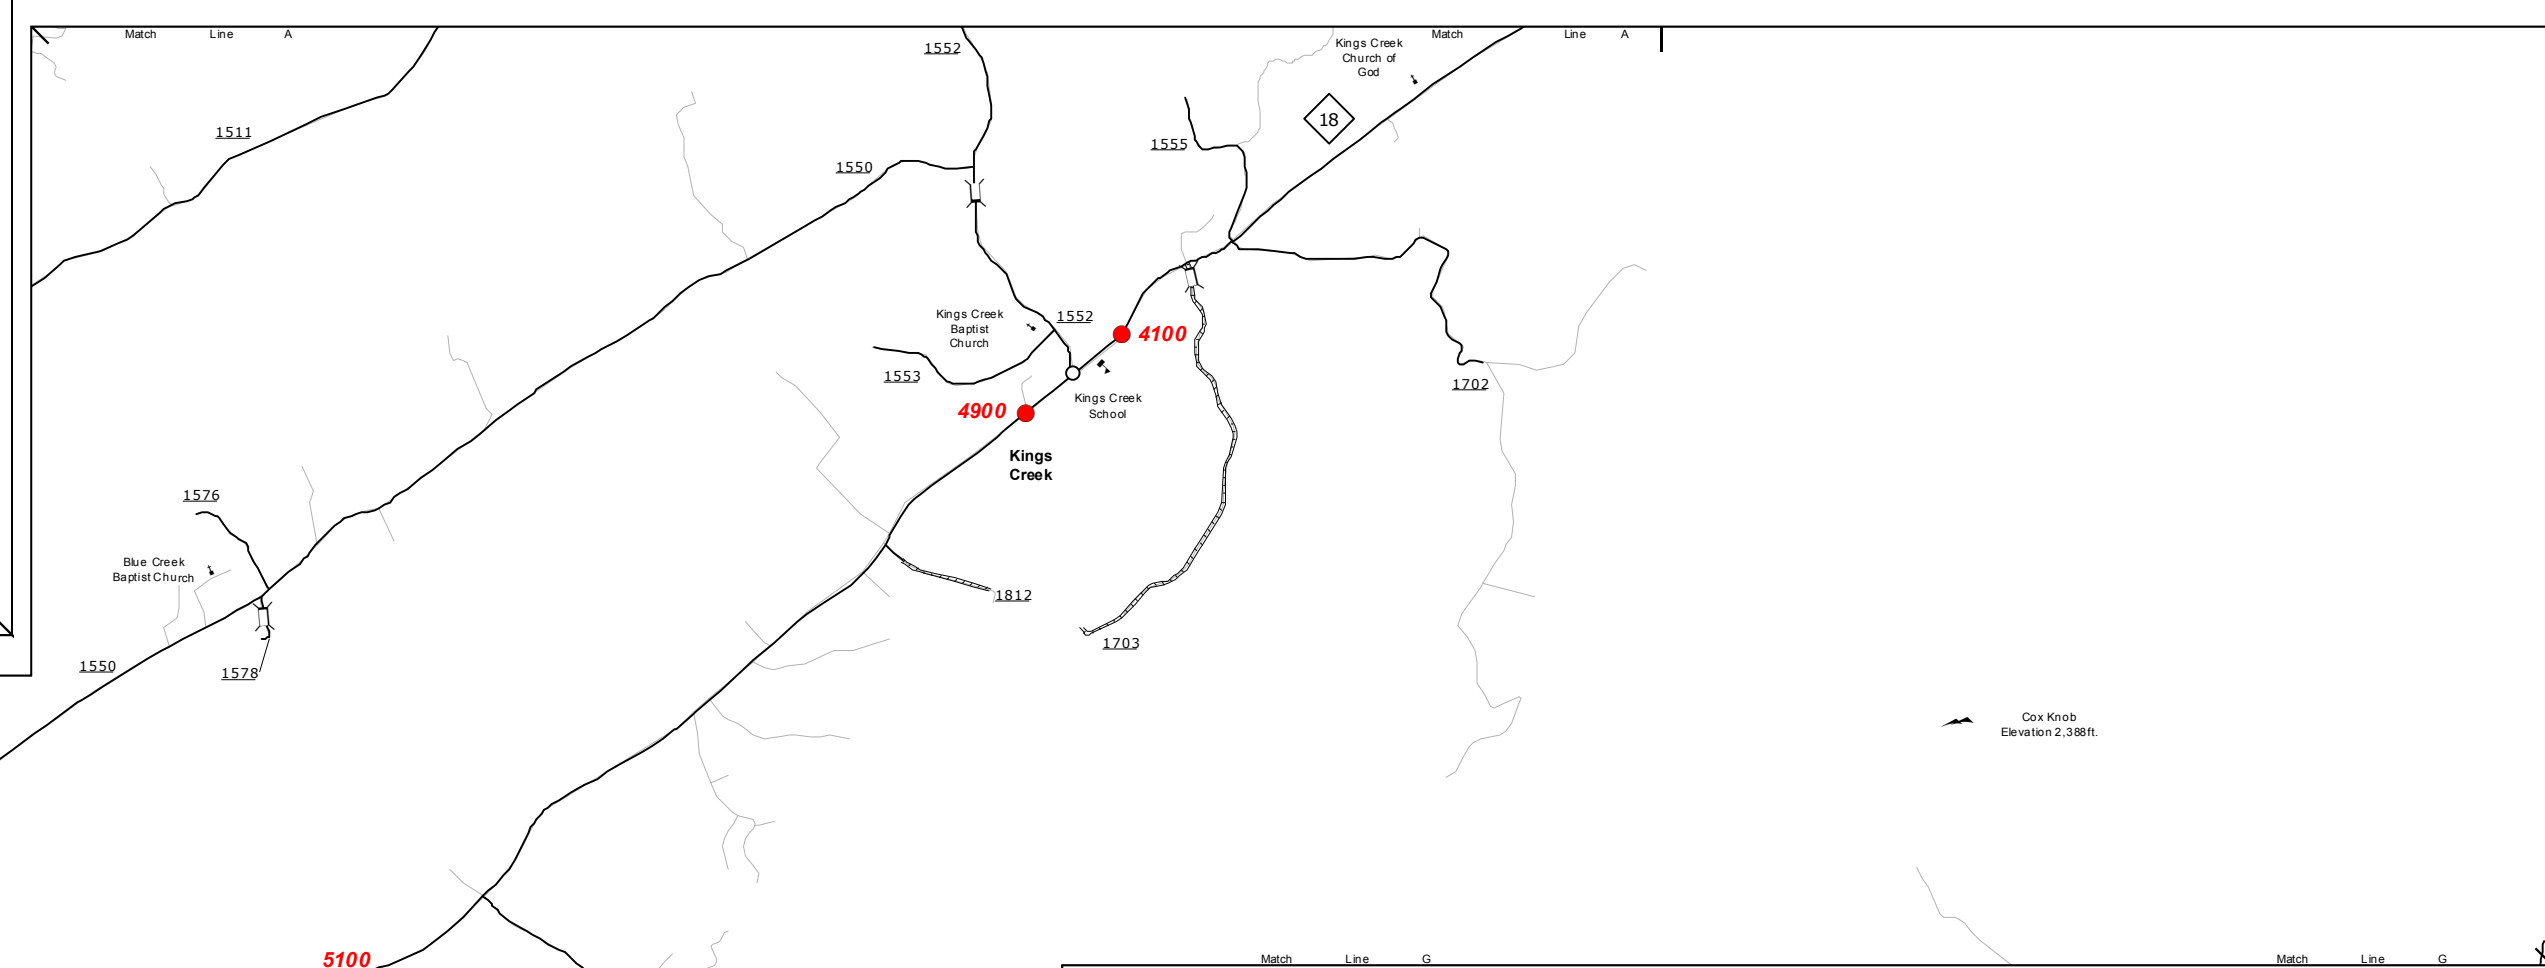 Match Line A
Match Line A
Kings Creek
Church of
God
1552
18
1511
1555
1550
Kings Creek
Baptist
Church
1552
4100
1553
1702
Kings Creek
School
4900
Kings
Creek
1576
Blue Creek
Baptist Church
1812
1703
1550
1578
Cox Knob
Elevation 2,388ft.
5100
Match Line G
Match Line G